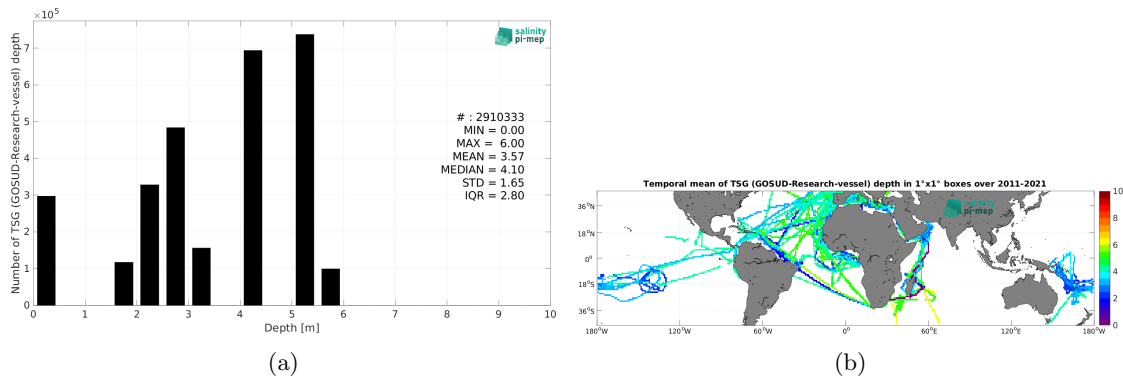 ×10⁵
7
6
5
4
3
2
1
0
Number of TSG (GOSUD-Research-vessel) depth
salinity
pi-mep
# : 2910333
MIN = 0.00
MAX = 6.00
MEAN = 3.57
MEDIAN = 4.10
STD = 1.65
IQR = 2.80
0 1 2 3 4 5 6 7 8 9 10
Depth [m]
(a)
Temporal mean of TSG (GOSUD-Research-vessel) depth in 1°x1° boxes over 2011-2021
salinity
pi-mep
36°N
18°N
0°
18°S
36°S
180°W 120°W 60°W 0° 60°E 120°E 180°W
10
8
6
4
2
0
(b)